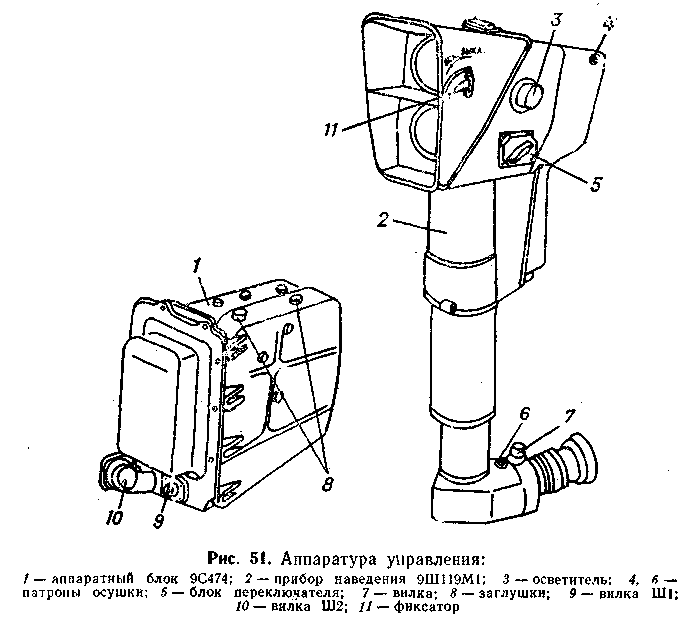 3
4
ВЫКЛ.
11
5
2
1
6
7
8
10
9
Рис. 51. Аппаратура управления:
1 — аппаратный блок 9С474; 2 — прибор наведения 9Ш119М1; 3 — осветитель; 4, 6 —
патроны осушки; 5 — блок переключателя; 7 — вилка; 8 — заглушки; 9 — вилка Ш1;
10 — вилка Ш2; 11 — фиксатор